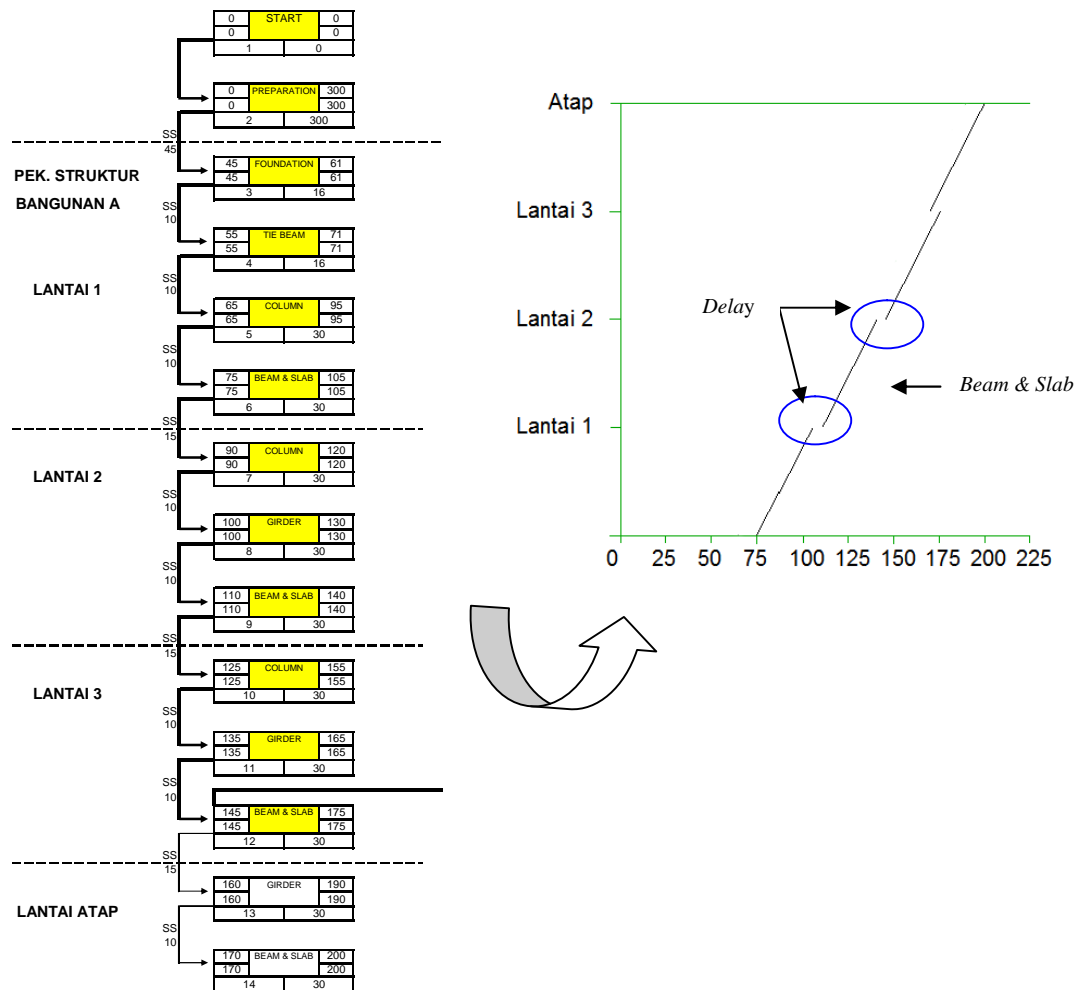 0 START 0
0 0
1 0
0 PREPARATION 300
0 300
2 300
SS
45
45 FOUNDATION 61
45 61
3 16
PEK. STRUKTUR
BANGUNAN A
SS
10
55 TIE BEAM 71
55 71
4 16
SS
10
LANTAI 1
65 COLUMN 95
65 95
5 30
SS
10
75 BEAM & SLAB 105
75 105
6 30
SS
15
90 COLUMN 120
90 120
7 30
LANTAI 2
SS
10
100 GIRDER 130
100 130
8 30
SS
10
110 BEAM & SLAB 140
110 140
9 30
SS
15
125 COLUMN 155
125 155
10 30
LANTAI 3
SS
10
135 GIRDER 165
135 165
11 30
SS
10
145 BEAM & SLAB 175
145 175
12 30
SS
15
160 GIRDER 190
160 190
13 30
LANTAI ATAP
SS
10
170 BEAM & SLAB 200
170 200
14 30
Atap
Lantai 3
Lantai 2
Lantai 1
Delay
Beam & Slab
0 25 50 75 100 125 150 175 200 225